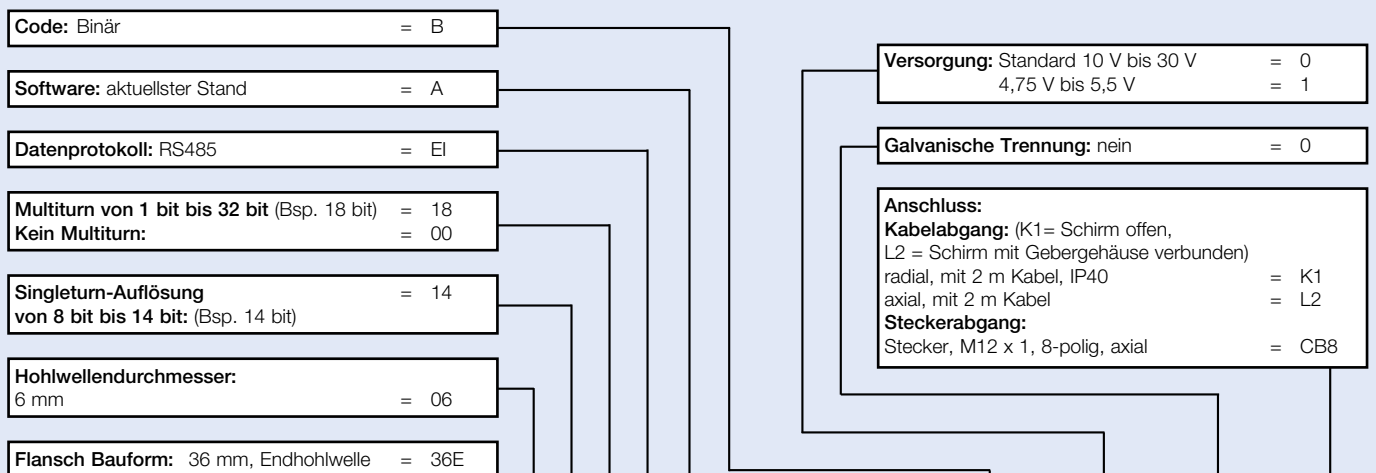 Code: Binär = B
Software: aktuellster Stand = A
Datenprotokoll: RS485 = EI
Multiturn von 1 bit bis 32 bit (Bsp. 18 bit) = 18
Kein Multiturn: = 00
Singleturn-Auflösung = 14
von 8 bit bis 14 bit: (Bsp. 14 bit)
Hohlwellendurchmesser:
6 mm = 06
Flansch Bauform: 36 mm, Endhohlwelle = 36E
Versorgung: Standard 10 V bis 30 V = 0
4,75 V bis 5,5 V = 1
Galvanische Trennung: nein = 0
Anschluss:
Kabelabgang: (K1= Schirm offen,
L2 = Schirm mit Gebergehäuse verbunden)
radial, mit 2 m Kabel, IP40 = K1
axial, mit 2 m Kabel = L2
Steckerabgang:
Stecker, M12 x 1, 8-polig, axial = CB8